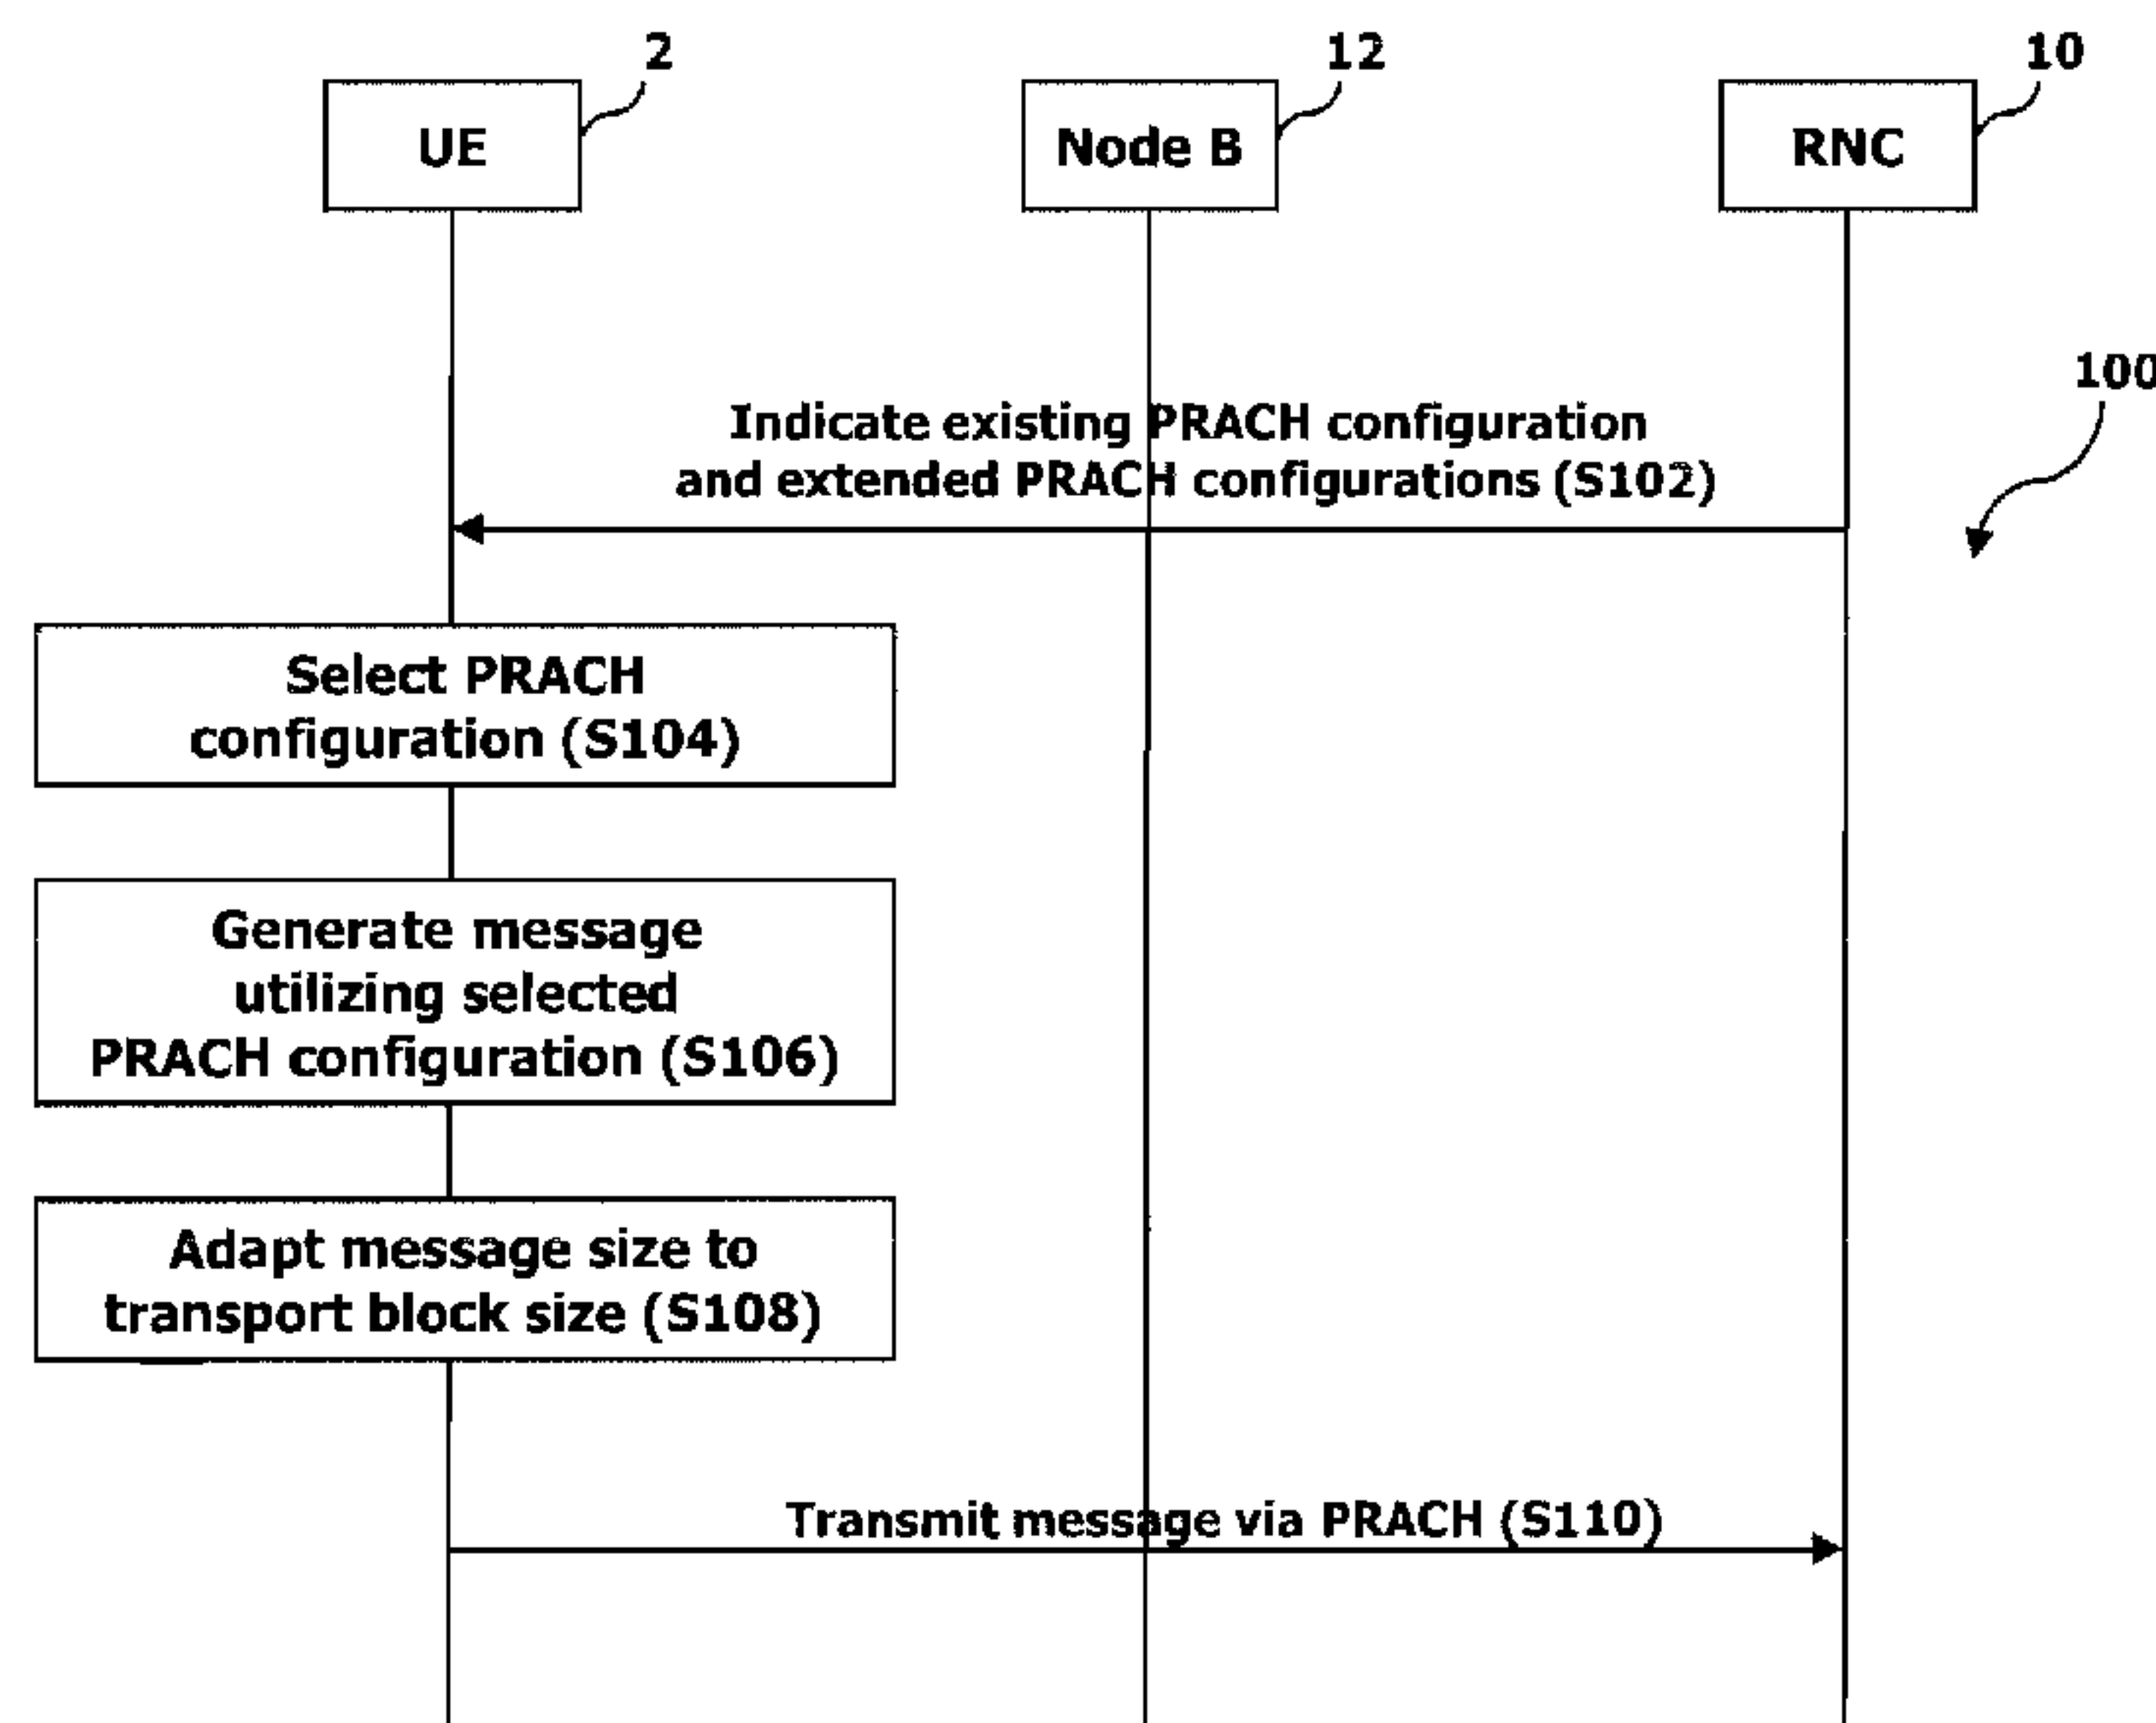 2
12
10
UE
Node B
RNC
100
Indicate existing PRACH configuration
and extended PRACH configurations (S102)
Select PRACH
configuration (S104)
Generate message
utilizing selected
PRACH configuration (S106)
Adapt message size to
transport block size (S108)
Transmit message via PRACH (S110)